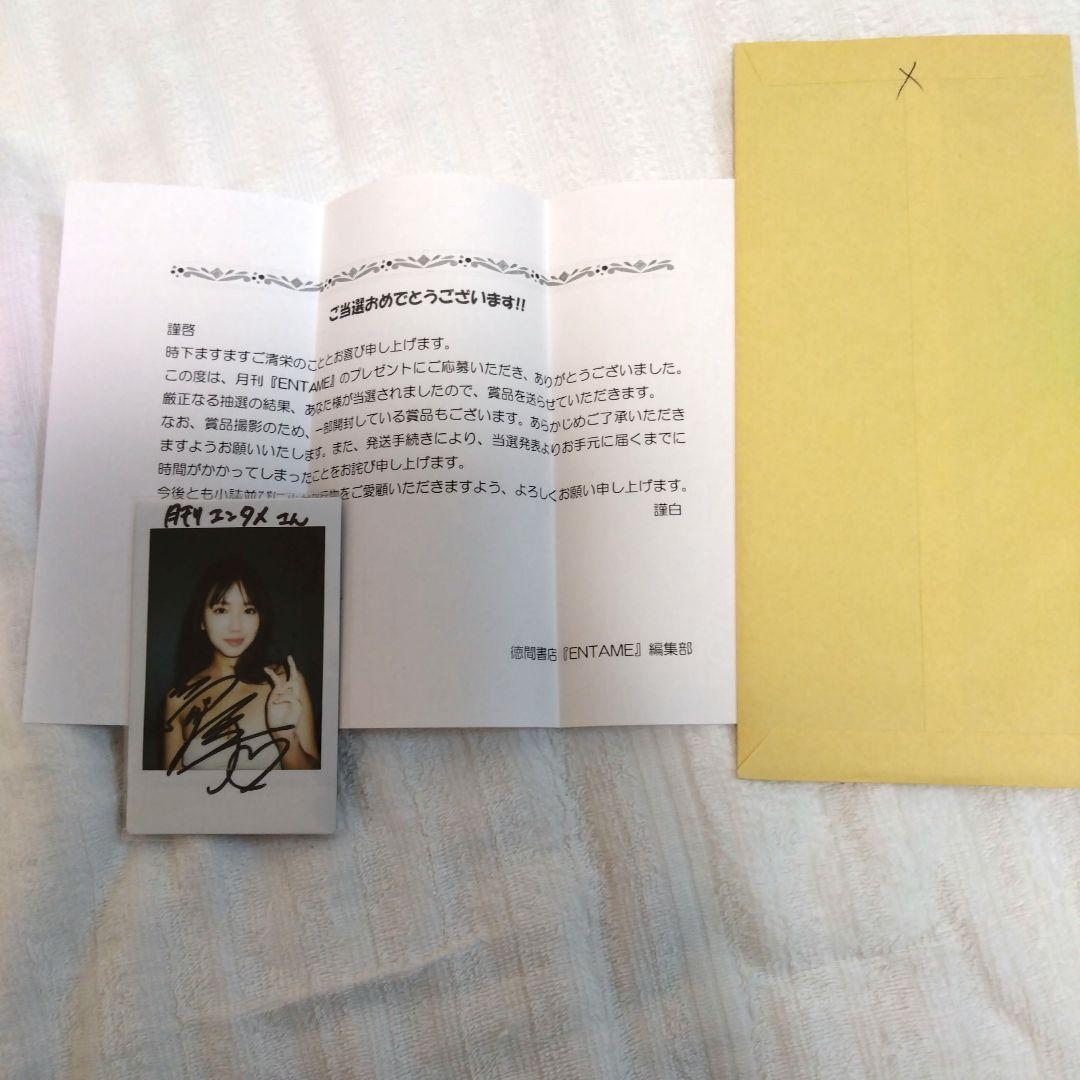 ご当選おめでとうございます!!
謹啓
時下ますますご清栄のこととお喜び申し上げます。
この度は、月刊『ENTAME』のプレゼントにご応募いただき、ありがとうございました。
厳正なる抽選の結果、あなた様が当選されましたので、賞品を送らせていただきます。
なお、賞品撮影のため、一部開封している賞品もございます。あらかじめご了承いただき
ますようお願いいたします。また、発送手続きにより、当選発表よりお手元に届くまでに
時間がかかってしまったことをお詫び申し上げます。
今後とも小誌並び をご愛顧いただきますよう、よろしくお願い申し上げます。
謹白
徳間書店『ENTAME』編集部
月刊エンタメさん
X